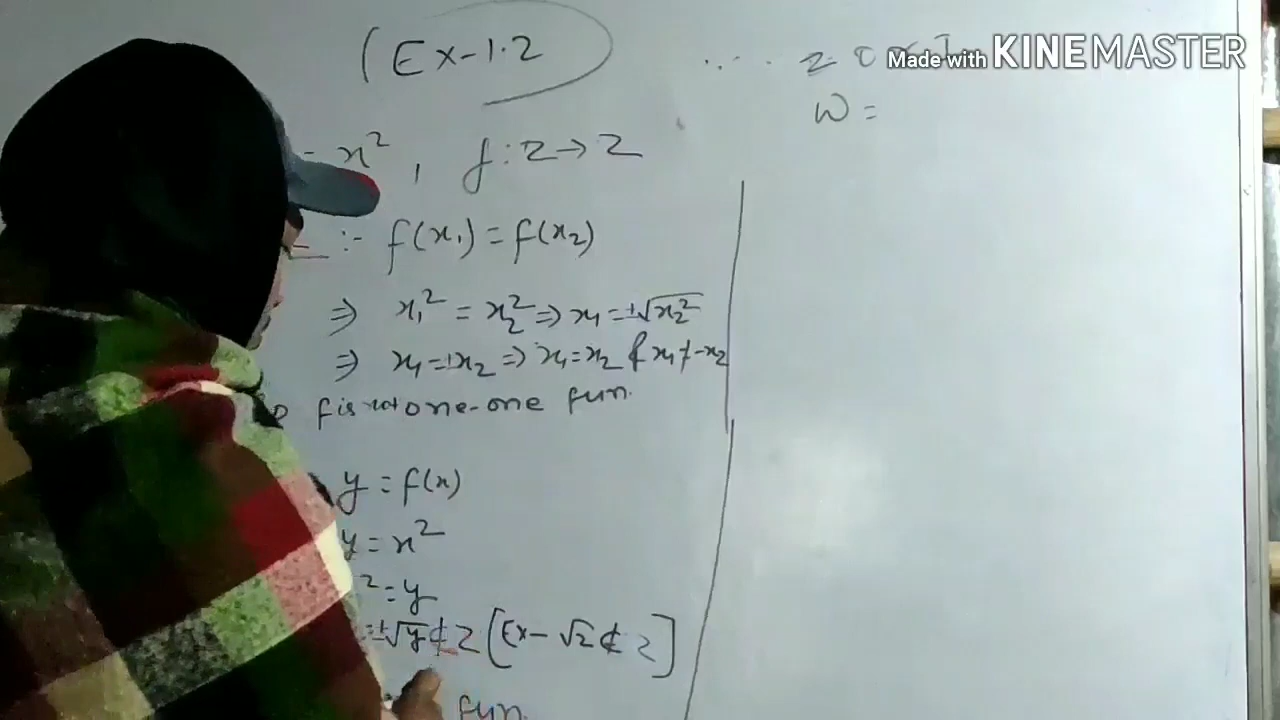 (Ex-1.2
Made with KINEMASTER
W =
= x², f: Z → Z
:- f(x₁) = f(x₂)
⇒ x₁² = x₂² ⇒ x₁ = ±√x₂²
⇒ x₁ = ±x₂ ⇒ x₁ = x₂ & x₁ ≠ -x₂
f is not one-one fun.
y = f(x)
y = x²
² = y
= ±√y ∉ Z [Ex- √2 ∉ Z]
fun